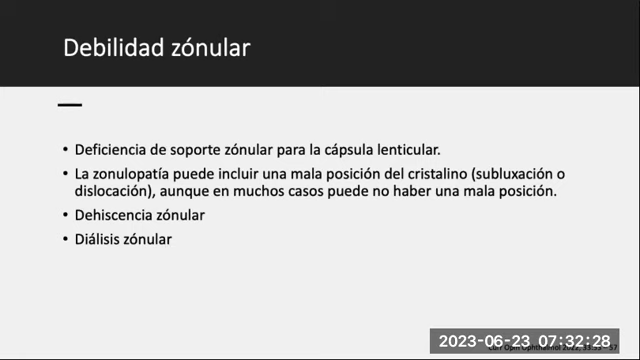 Debilidad zónular
• Deficiencia de soporte zónular para la cápsula lenticular.
• La zonulopatía puede incluir una mala posición del cristalino (subluxación o
dislocación), aunque en muchos casos puede no haber una mala posición.
• Dehiscencia zónular
• Diálisis zónular
2023-06-23 07:32:28